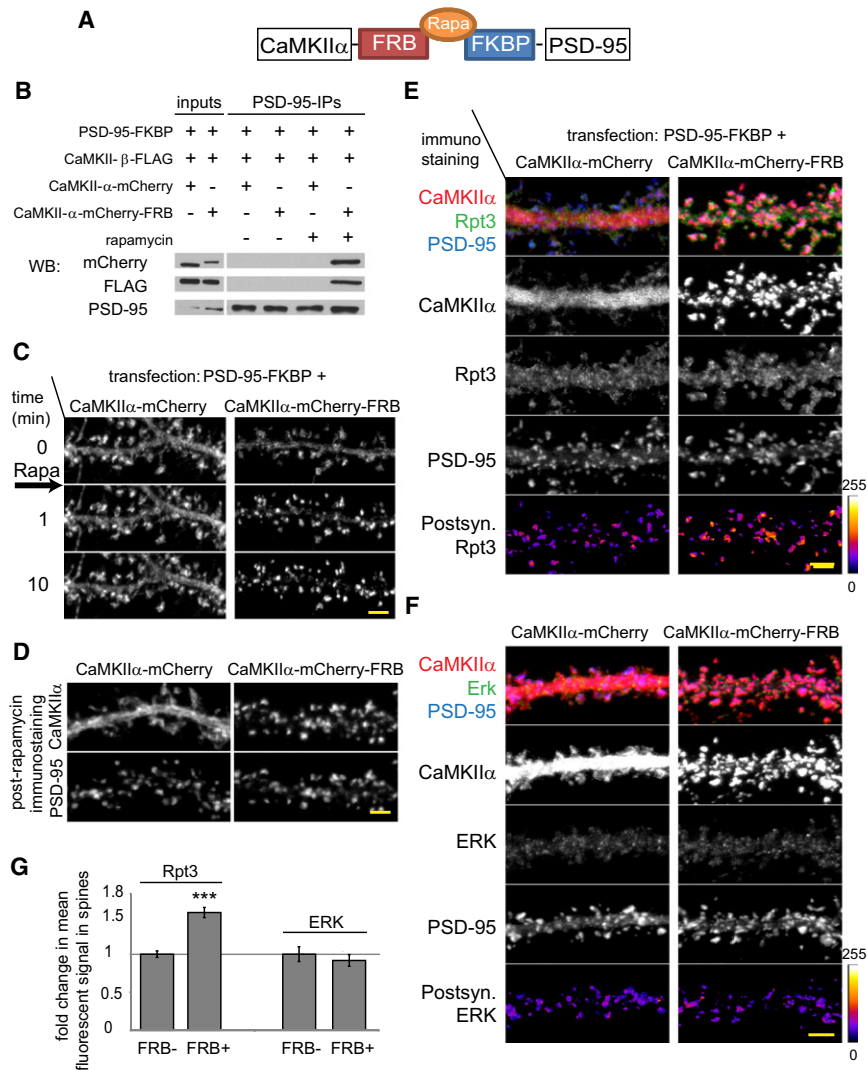 A
CaMKIIα FRB Rapa FKBP PSD-95
B
inputs PSD-95-IPs
PSD-95-FKBP + + + + + +
CaMKII-β-FLAG + + + + + +
CaMKII-α-mCherry + - + - + -
CaMKII-α-mCherry-FRB - + - + - +
rapamycin - - + +
WB: mCherry
FLAG
PSD-95
C
transfection: PSD-95-FKBP +
time (min)
CaMKIIα-mCherry CaMKIIα-mCherry-FRB
0
Rapa
1
10
D
CaMKIIα-mCherry CaMKIIα-mCherry-FRB
post-rapamycin immunostaining
PSD-95 CaMKIIα
G
fold change in mean fluorescent signal in spines
1.8
1.5
1
0.5
0
Rpt3
***
ERK
FRB- FRB+ FRB- FRB+
E
immuno staining
transfection: PSD-95-FKBP +
CaMKIIα-mCherry CaMKIIα-mCherry-FRB
CaMKIIα
Rpt3
PSD-95
CaMKIIα
Rpt3
PSD-95
Postsyn.
Rpt3
255
0
F
CaMKIIα-mCherry CaMKIIα-mCherry-FRB
CaMKIIα
Erk
PSD-95
CaMKIIα
ERK
PSD-95
Postsyn.
ERK
255
0